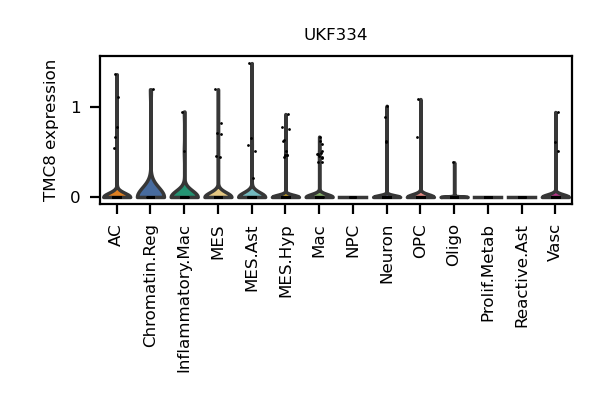 UKF334
TMC8 expression
1
0
AC
Chromatin.Reg
Inflammatory.Mac
MES
MES.Ast
MES.Hyp
Mac
NPC
Neuron
OPC
Oligo
Prolif.Metab
Reactive.Ast
Vasc